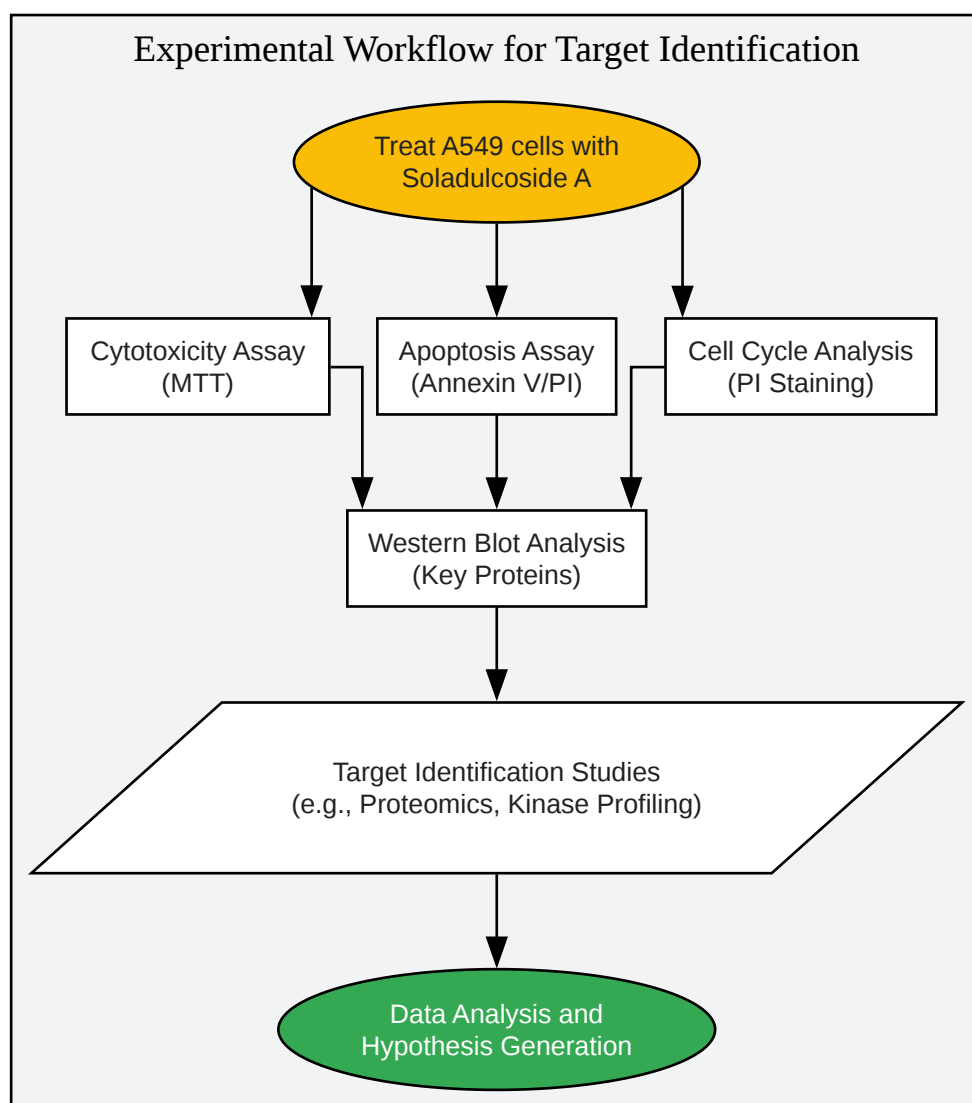 Experimental Workflow for Target Identification
Treat A549 cells with
Soladulcoside A
Cytotoxicity Assay
(MTT)
Apoptosis Assay
(Annexin V/PI)
Cell Cycle Analysis
(PI Staining)
Western Blot Analysis
(Key Proteins)
Target Identification Studies
(e.g., Proteomics, Kinase Profiling)
Data Analysis and
Hypothesis Generation